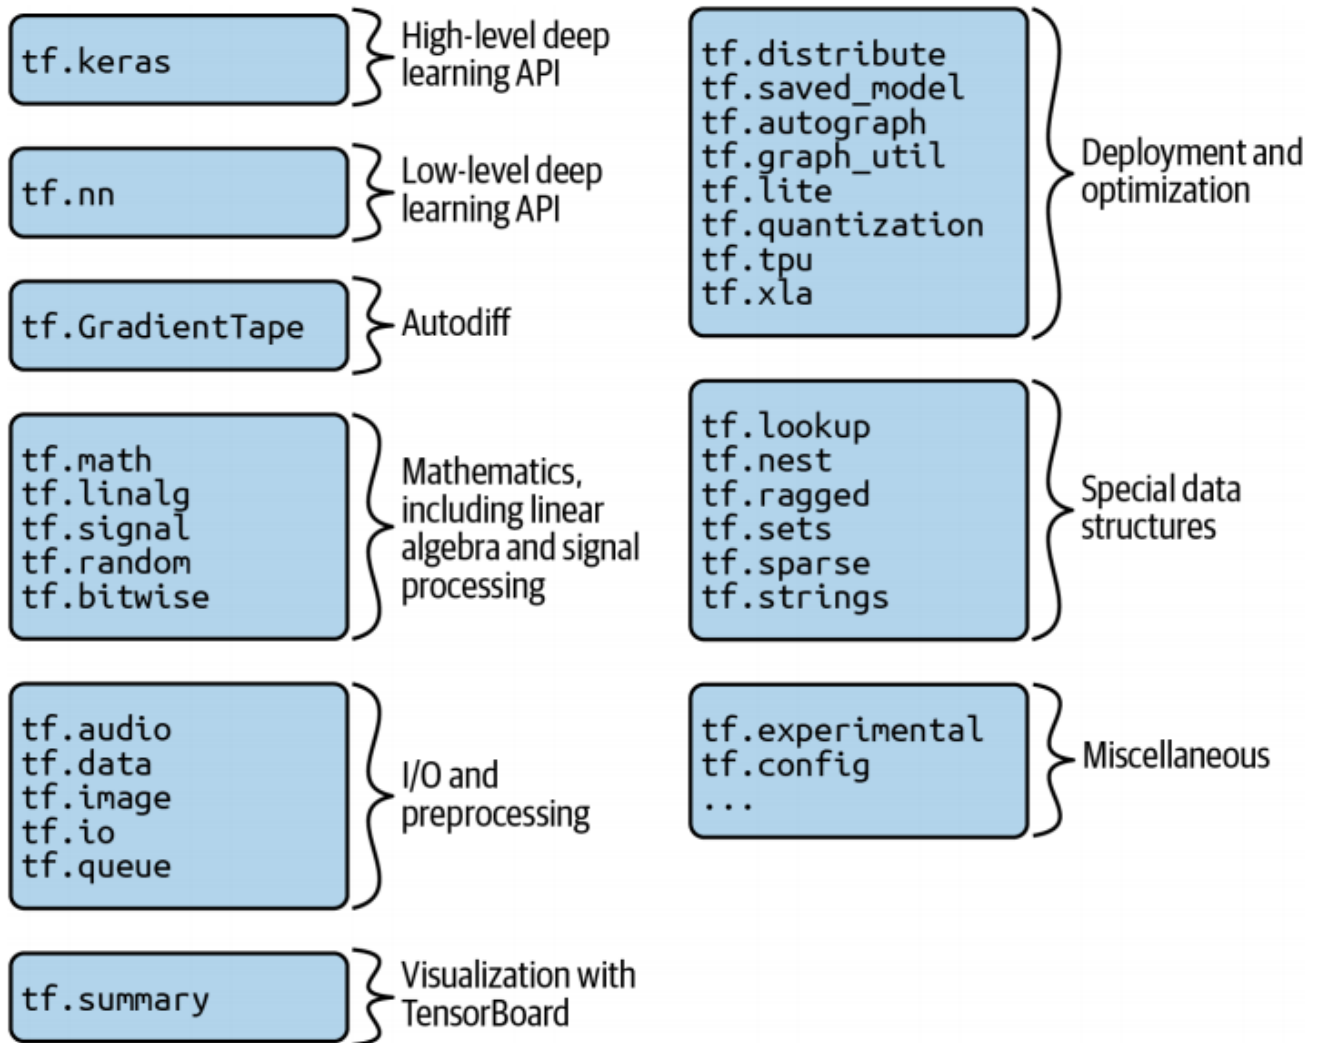 tf.keras
High-level deep
learning API
tf.nn
Low-level deep
learning API
tf.GradientTape
Autodiff
tf.math
tf.linalg
tf.signal
tf.random
tf.bitwise
Mathematics,
including linear
algebra and signal
processing
tf.audio
tf.data
tf.image
tf.io
tf.queue
I/O and
preprocessing
tf.summary
Visualization with
TensorBoard
tf.distribute
tf.saved_model
tf.autograph
tf.graph_util
tf.lite
tf.quantization
tf.tpu
tf.xla
Deployment and
optimization
tf.lookup
tf.nest
tf.ragged
tf.sets
tf.sparse
tf.strings
Special data
structures
tf.experimental
tf.config
...
Miscellaneous